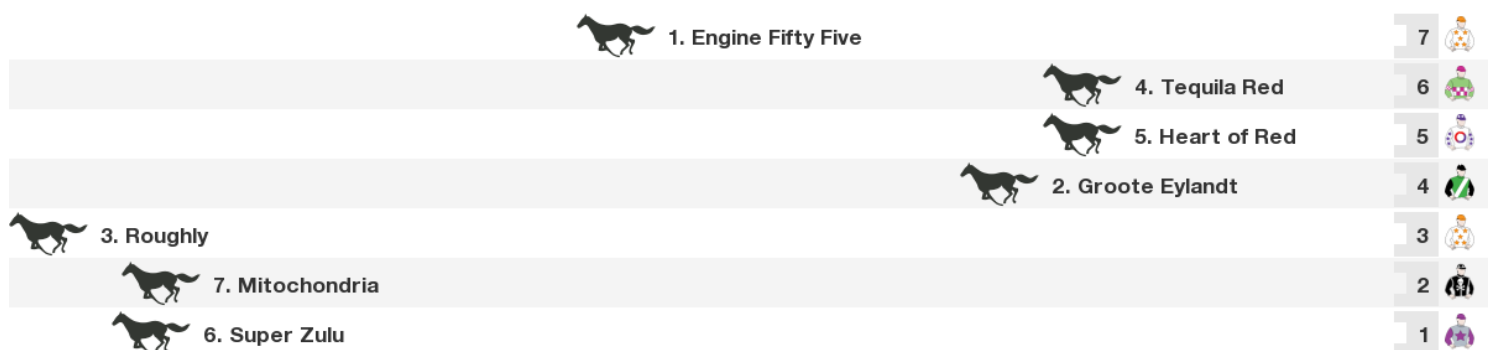 1. Engine Fifty Five 7
4. Tequila Red 6
5. Heart of Red 5
2. Groote Eylandt 4
3. Roughly 3
7. Mitochondria 2
6. Super Zulu 1